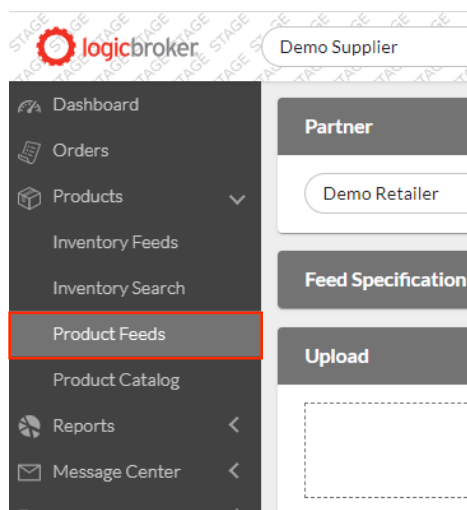 STAGE
logicbroker
Demo Supplier
Dashboard
Partner
Orders
Products
Demo Retailer
Inventory Feeds
Inventory Search
Feed Specification
Product Feeds
Upload
Product Catalog
Reports
Message Center